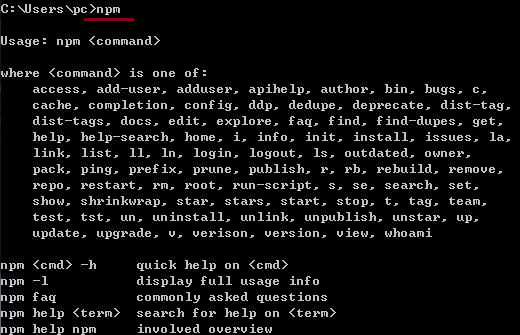 C:\Users\pc>npm
Usage: npm <command>
where <command> is one of:
access, add-user, adduser, apihelp, author, bin, bugs, c,
cache, completion, config, ddp, dedupe, deprecate, dist-tag,
dist-tags, docs, edit, explore, faq, find, find-dupes, get,
help, help-search, home, i, info, init, install, issues, la,
link, list, ll, ln, login, logout, ls, outdated, owner,
pack, ping, prefix, prune, publish, r, rb, rebuild, remove,
repo, restart, rm, root, run-script, s, se, search, set,
show, shrinkwrap, star, stars, start, stop, t, tag, team,
test, tst, un, uninstall, unlink, unpublish, unstar, up,
update, upgrade, v, verison, version, view, whoami
npm <cmd> -h     quick help on <cmd>
npm -l           display full usage info
npm faq          commonly asked questions
npm help <term>  search for help on <term>
npm help npm     involved overview